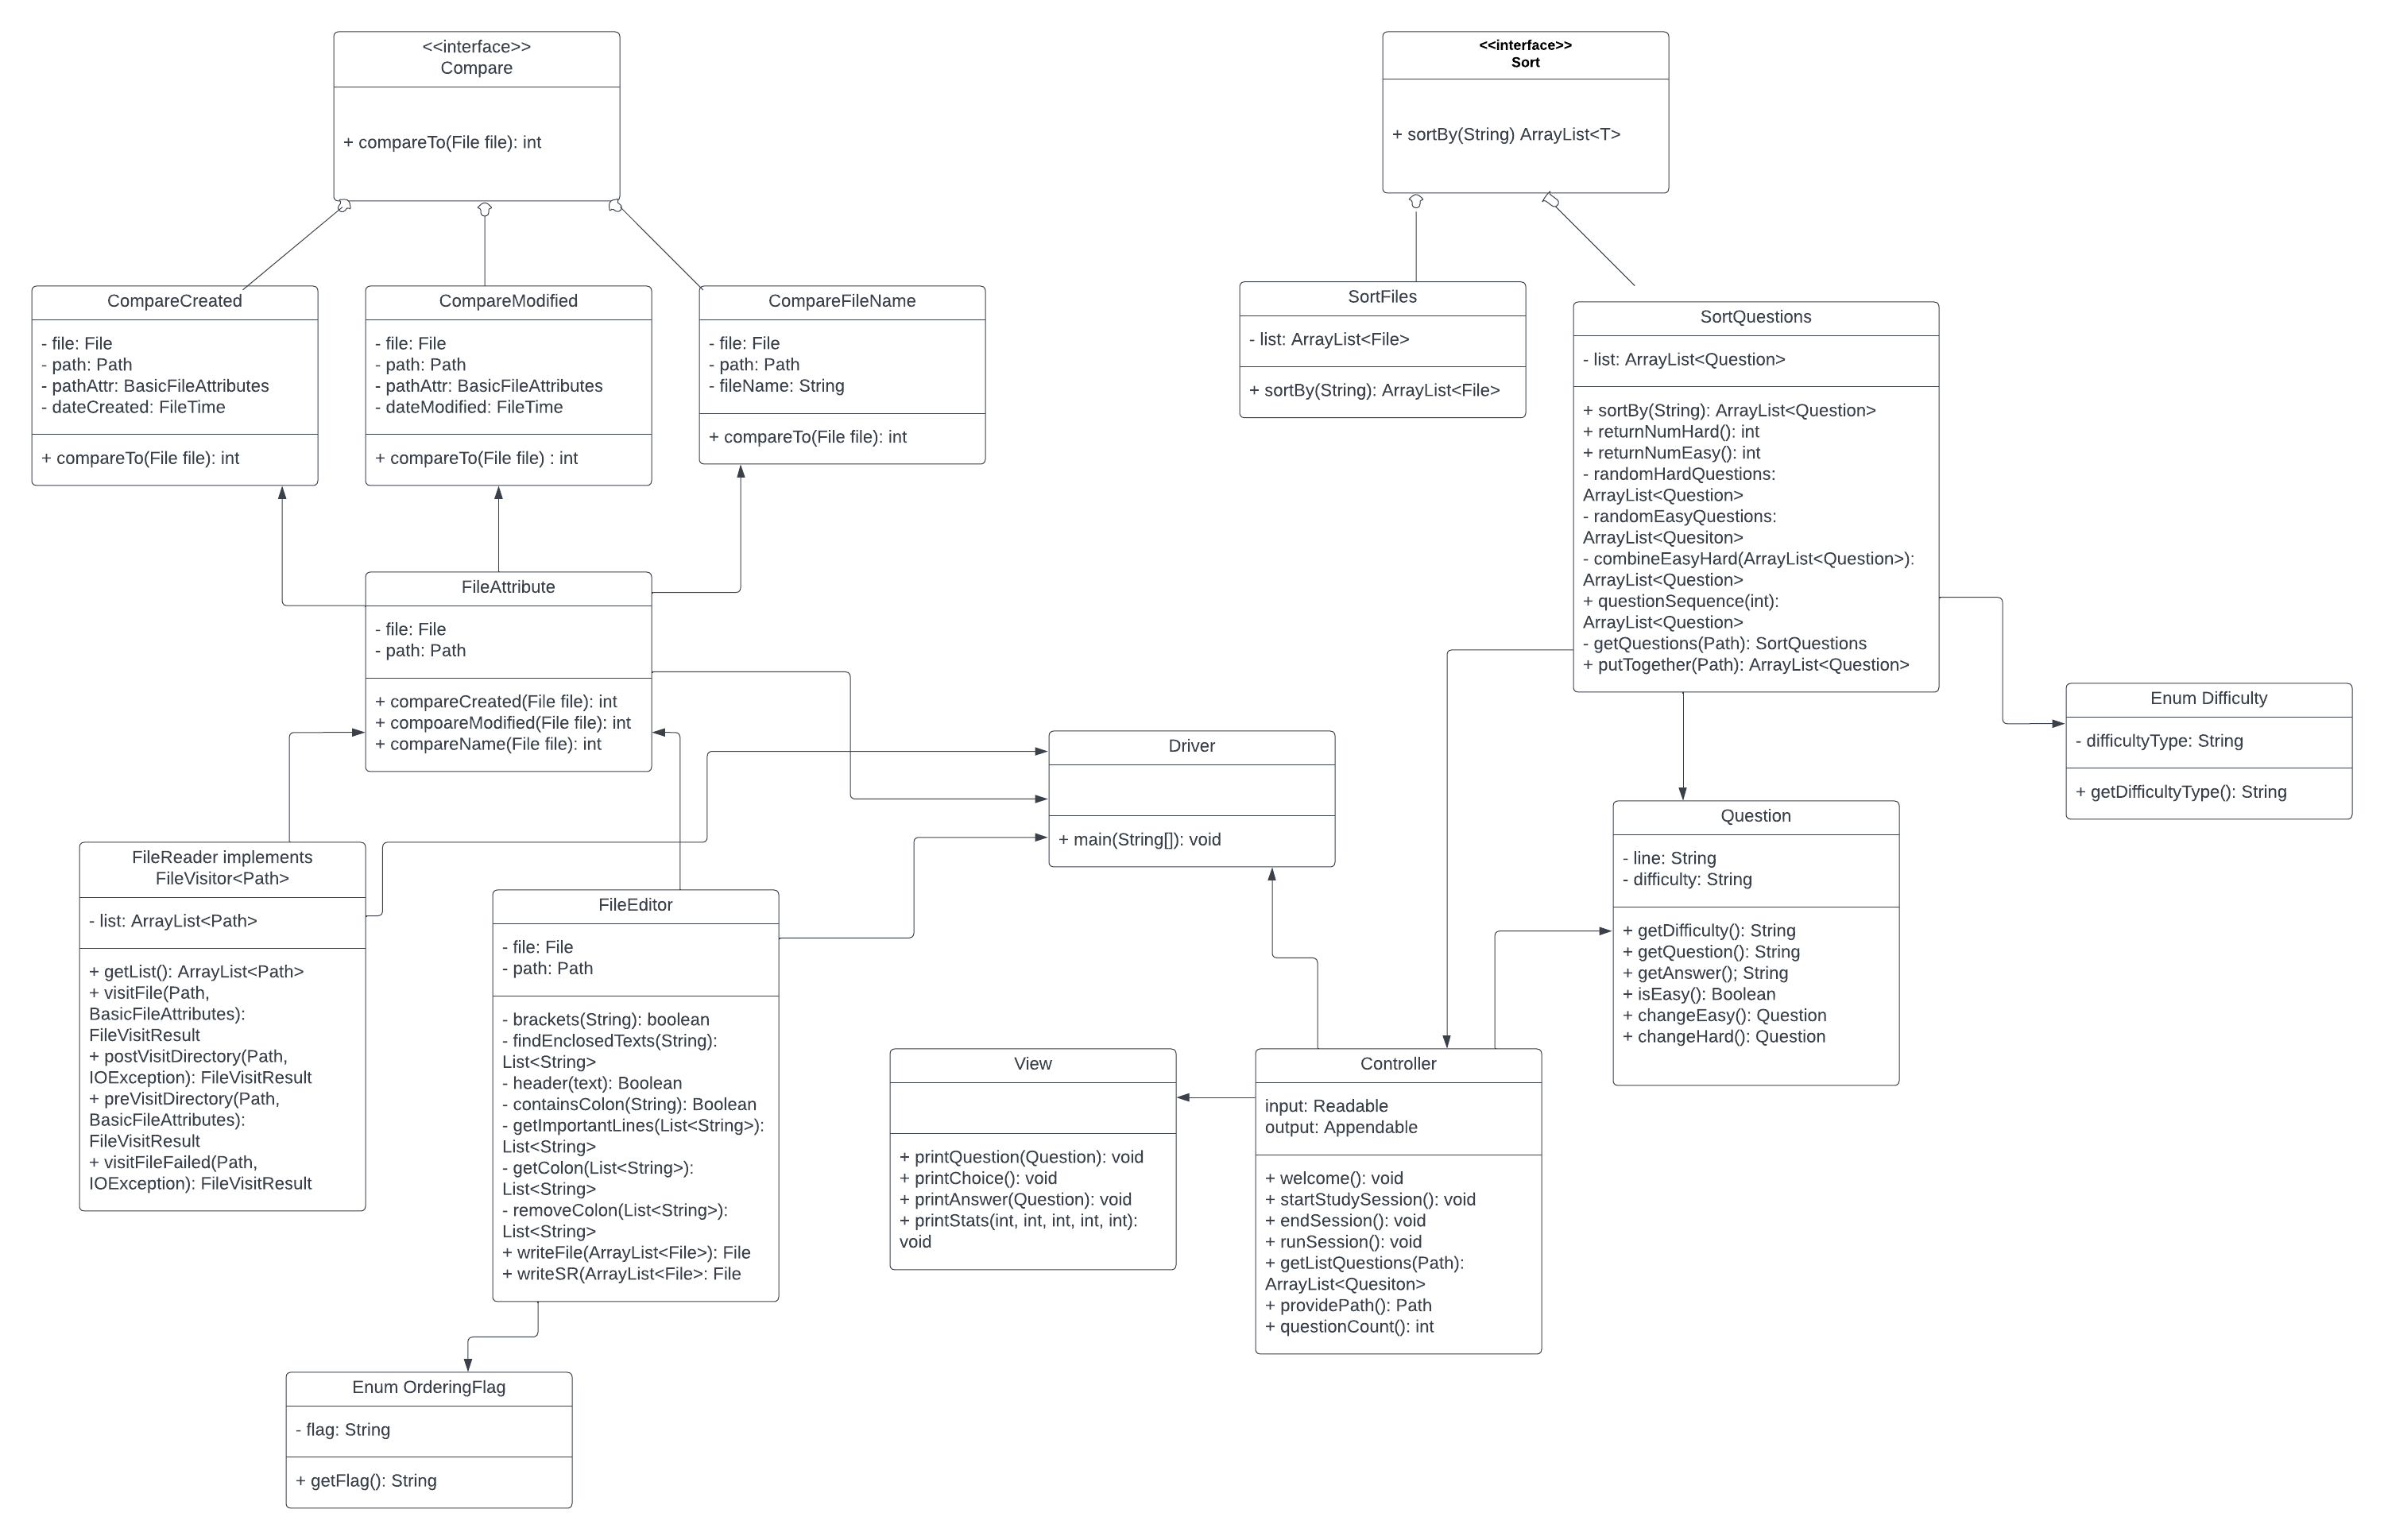 <<interface>>
Compare
+ compareTo(File file): int
<<interface>>
Sort
+ sortBy(String) ArrayList<T>
CompareCreated
- file: File
- path: Path
- pathAttr: BasicFileAttributes
- dateCreated: FileTime
+ compareTo(File file): int
CompareModified
- file: File
- path: Path
- pathAttr: BasicFileAttributes
- dateModified: FileTime
+ compareTo(File file) : int
CompareFileName
- file: File
- path: Path
- fileName: String
+ compareTo(File file): int
SortFiles
- list: ArrayList<File>
+ sortBy(String): ArrayList<File>
SortQuestions
- list: ArrayList<Question>
+ sortBy(String): ArrayList<Question>
+ returnNumHard(): int
+ returnNumEasy(): int
- randomHardQuestions:
ArrayList<Question>
- randomEasyQuestions:
ArrayList<Quesiton>
- combineEasyHard(ArrayList<Question>):
ArrayList<Question>
+ questionSequence(int):
ArrayList<Question>
- getQuestions(Path): SortQuestions
+ putTogether(Path): ArrayList<Question>
FileAttribute
- file: File
- path: Path
+ compareCreated(File file): int
+ compoareModified(File file): int
+ compareName(File file): int
Enum Difficulty
- difficultyType: String
+ getDifficultyType(): String
Driver
+ main(String[]): void
Question
- line: String
- difficulty: String
+ getDifficulty(): String
+ getQuestion(): String
+ getAnswer(); String
+ isEasy(): Boolean
+ changeEasy(): Question
+ changeHard(): Question
FileReader implements
FileVisitor<Path>
- list: ArrayList<Path>
+ getList(): ArrayList<Path>
+ visitFile(Path,
BasicFileAttributes):
FileVisitResult
+ postVisitDirectory(Path,
IOException): FileVisitResult
+ preVisitDirectory(Path,
BasicFileAttributes):
FileVisitResult
+ visitFileFailed(Path,
IOException): FileVisitResult
FileEditor
- file: File
- path: Path
- brackets(String): boolean
- findEnclosedTexts(String):
List<String>
- header(text): Boolean
- containsColon(String): Boolean
- getImportantLines(List<String>):
List<String>
- getColon(List<String>):
List<String>
- removeColon(List<String>):
List<String>
+ writeFile(ArrayList<File>): File
+ writeSR(ArrayList<File>: File
View
+ printQuestion(Question): void
+ printChoice(): void
+ printAnswer(Question): void
+ printStats(int, int, int, int, int):
void
Controller
input: Readable
output: Appendable
+ welcome(): void
+ startStudySession(): void
+ endSession(): void
+ runSession(): void
+ getListQuestions(Path):
ArrayList<Quesiton>
+ providePath(): Path
+ questionCount(): int
Enum OrderingFlag
- flag: String
+ getFlag(): String